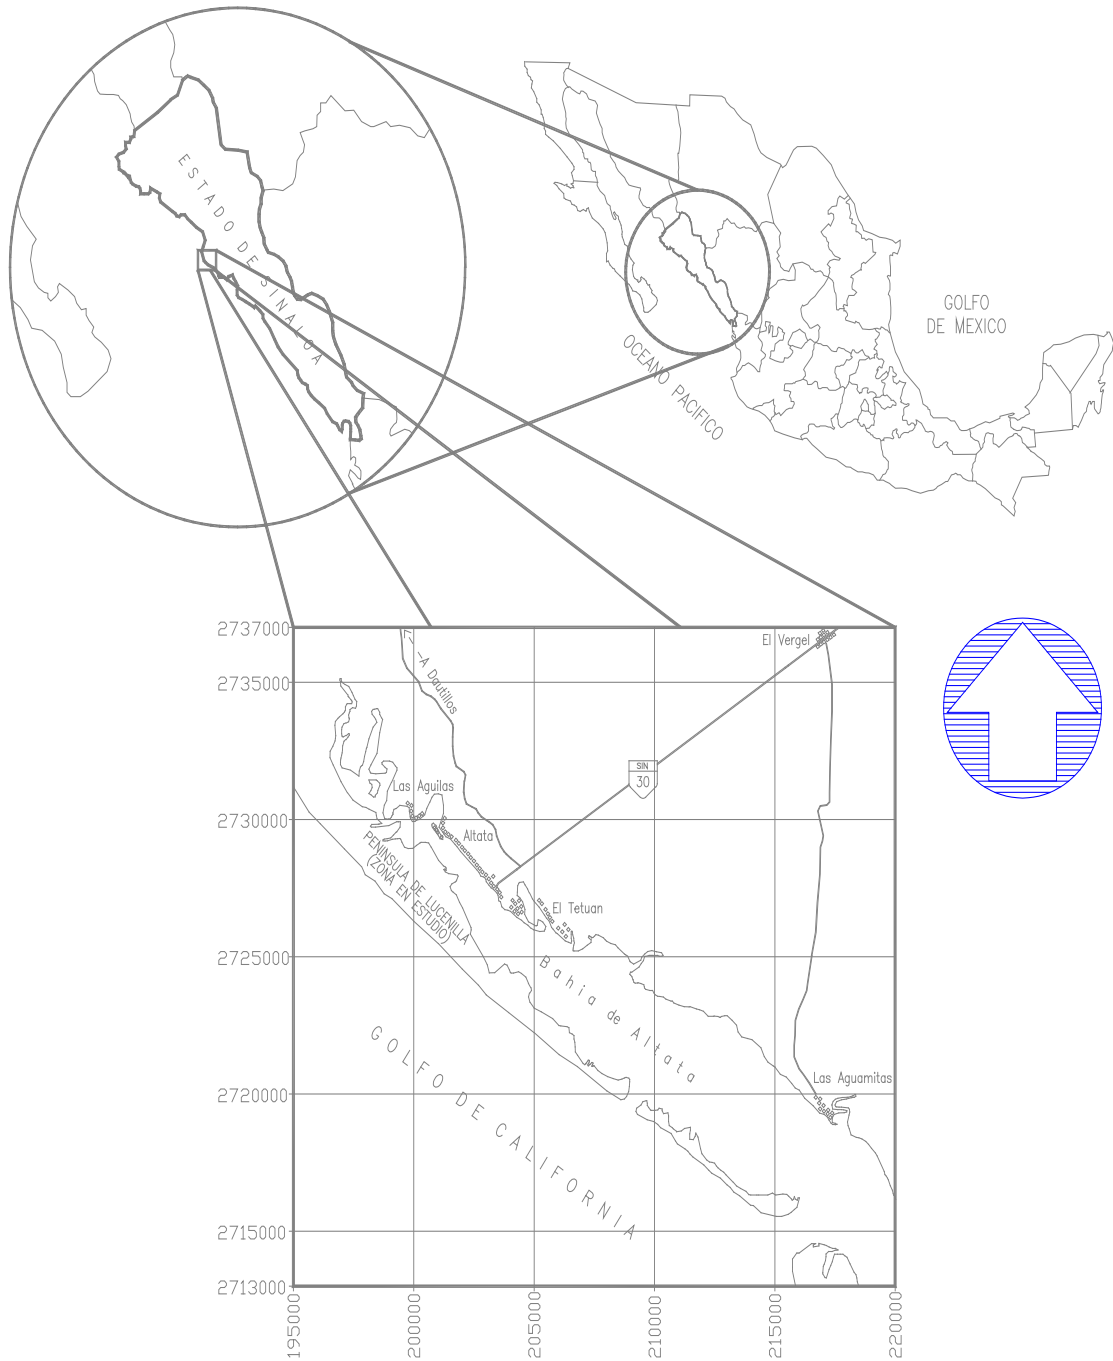 ESTADO DE SINALOA
GOLFO
DE MEXICO
OCEANO PACIFICO
2737000
El Vergel
A Dautillos
2735000
SIN
30
Las Aguilas
2730000
Altata
PENINSULA DE LUCENILLA
(ZONA EN ESTUDIO)
El Tetuan
2725000
Bahia de Altata
GOLFO DE CALIFORNIA
Las Aguamitas
2720000
2715000
2713000
195000
200000
205000
210000
215000
220000